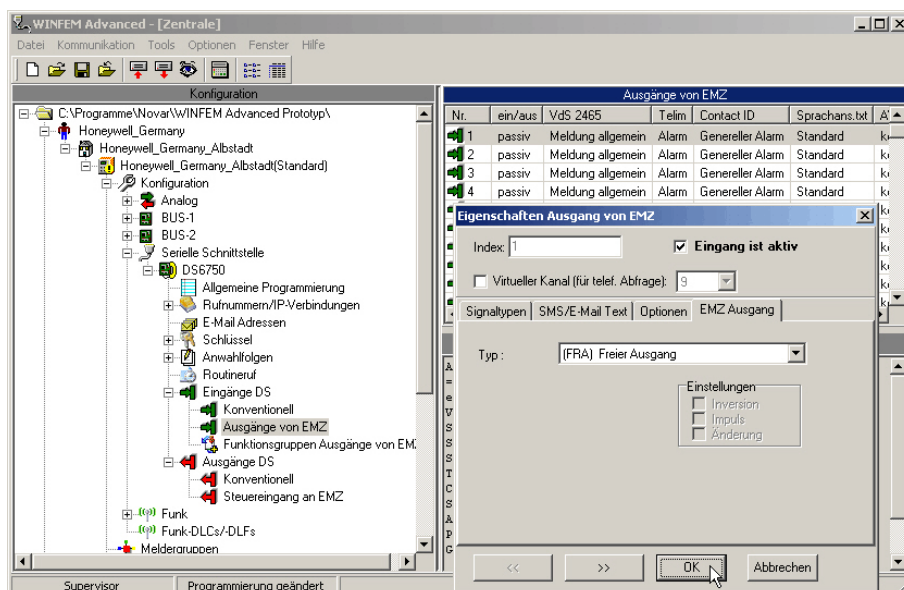 WINFEM Advanced - [Zentrale]
Datei Kommunikation Tools Optionen Fenster Hilfe
Konfiguration
C:\Programme\Novar\WINFEM Advanced Prototyp\
Honeywell_Germany
Honeywell_Germany_Albstadt
Honeywell_Germany_Albstadt(Standard)
Konfiguration
Analog
BUS-1
BUS-2
Serielle Schnittstelle
DS6750
Allgemeine Programmierung
Rufnummern/IP-Verbindungen
E-Mail Adressen
Schlüssel
Anwahlfolgen
Routineruf
Eingänge DS
Konventionell
Ausgänge von EMZ
Funktionsgruppen Ausgänge von EM
Ausgänge DS
Konventionell
Steuereingang an EMZ
Funk
Funk-DLCs/-DLFs
Meldergruppen
Supervisor Programmierung geändert
Ausgänge von EMZ
Nr. ein/aus VdS 2465 Telim Contact ID Sprachans.txt
1 passiv Meldung allgemein Alarm Genereller Alarm Standard
2 passiv Meldung allgemein Alarm Genereller Alarm Standard
3 passiv Meldung allgemein Alarm Genereller Alarm Standard
4 passiv Meldung allgemein Alarm Genereller Alarm Standard
Eigenschaften Ausgang von EMZ
Index: 1 Eingang ist aktiv
Virtueller Kanal (für telef. Abfrage): 9
Signaltypen SMS/E-Mail Text Optionen EMZ Ausgang
Typ : (FRA) Freier Ausgang
Einstellungen
Inversion
Impuls
Änderung
<< >> OK Abbrechen